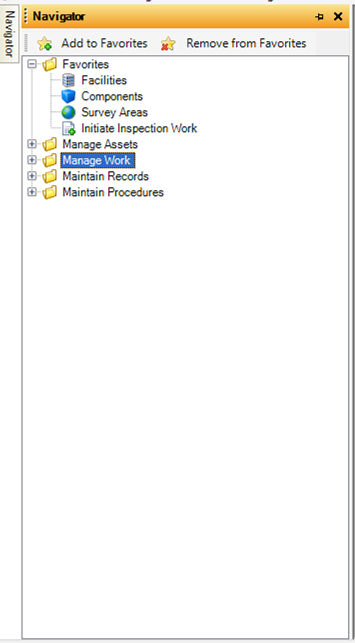 Navigator
Navigator
Add to Favorites Remove from Favorites
Favorites
Facilities
Components
Survey Areas
Initiate Inspection Work
Manage Assets
Manage Work
Maintain Records
Maintain Procedures